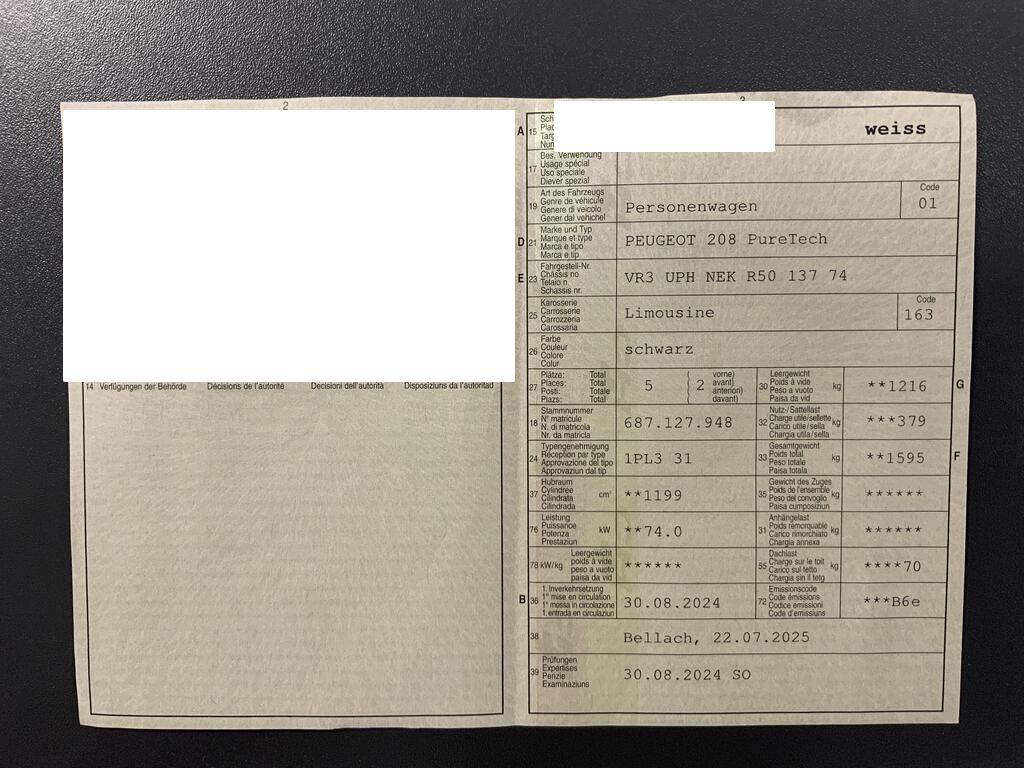 2
3
A 15 weiss
17 Bes. Verwendung
Usage spécial
Uso speciale
Diever spezial
19 Art des Fahrzeugs
Genre de véhicule
Genere di veicolo
Gener dal vehichel
Personenwagen
Code
01
D 21 Marke und Typ
Marque et type
Marca e tipo
Marca e tip
PEUGEOT 208 PureTech
E 23 Fahrgestell-Nr.
Châssis no
Telaio n.
Schassis nr.
VR3 UPH NEK R50 137 74
25 Karosserie
Carrosserie
Carrozzeria
Carossaria
Limousine
Code
163
26 Farbe
Couleur
Colore
Colur
schwarz
14 Verfügungen der Behörde Décisions de l'autorité Decisioni dell'autorità Disposiziuns da l'autoritad
27 Plätze: Total
Places: Total
Posti: Totale
Plazs: Total
5 ( 2 vorne)
avant)
anteriori)
davant)
30 Leergewicht
Poids à vide
Peso a vuoto
Paisa da vid
kg **1216 G
18 Stammnummer
N° matricule
N. di matricola
Nr. da matricla
687.127.948
32 Nutz-/Sattellast
Charge utile/sellette
Carico utile/sella
Chargia utila/sella
kg ***379
24 Typengenehmigung
Réception par type
Approvazione del tipo
Approvaziun dal tip
1PL3 31
33 Gesamtgewicht
Poids total
Peso totale
Paisa totala
kg **1595 F
37 Hubraum
Cylindrée
Cilindrata
Cilindrada
cm³ **1199
35 Gewicht des Zuges
Poids de l'ensemble
Peso del convoglio
Paisa cumposiziun
kg ******
76 Leistung
Puissance
Potenza
Prestaziun
kW **74.0
31 Anhängelast
Poids remorquable
Carico rimorchiato
Chargia annexa
kg ******
78 kW/kg Leergewicht
poids à vide
peso a vuoto
paisa da vid
******
55 Dachlast
Charge sur le toit
Carico sul tetto
Chargia sin il tetg
kg ****70
B 36 1. Inverkehrsetzung
1re mise en circulation
1a messa in circolazione
1. entrada en circulaziun
30.08.2024
72 Emissionscode
Code émissions
Codice emissioni
Code d'emissiuns
***B6e
38 Bellach, 22.07.2025
39 Prüfungen
Expertises
Perizie
Examinaziuns
30.08.2024 SO